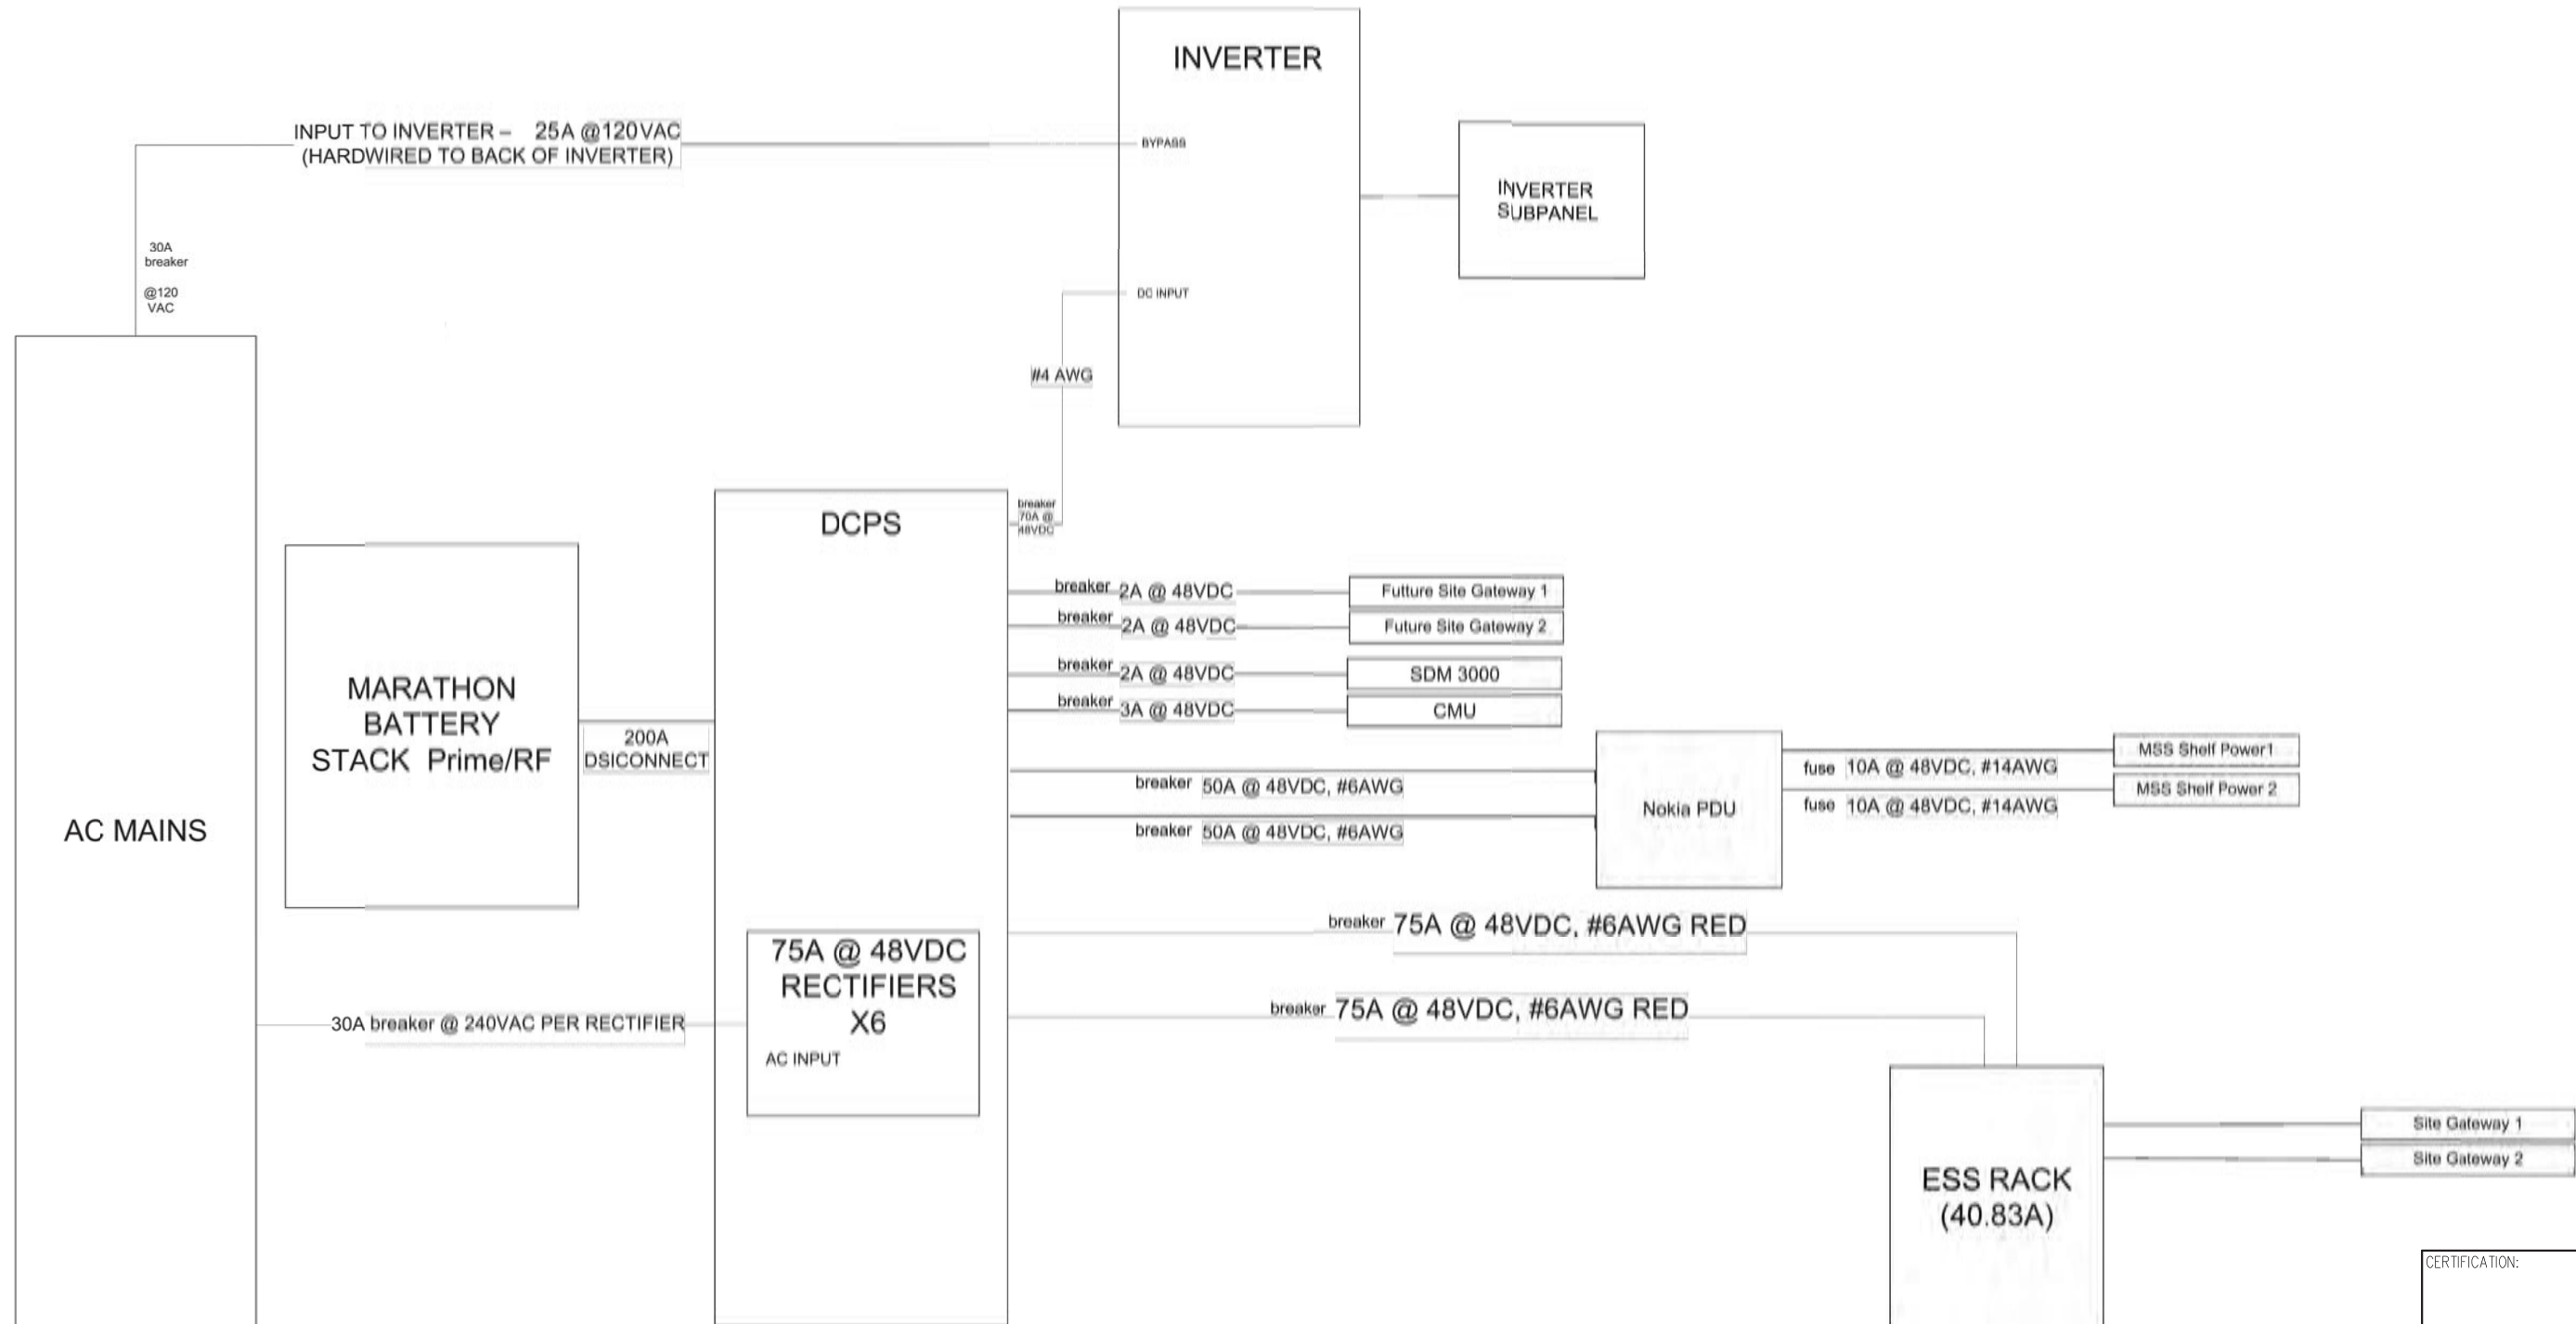 INVERTER
INPUT TO INVERTER – 25A @120VAC
(HARDWIRED TO BACK OF INVERTER)
BYPASS
INVERTER
SUBPANEL
30A
breaker
@120
VAC
DC INPUT
#4 AWG
breaker
70A @
48VDC
DCPS
breaker 2A @ 48VDC
Futture Site Gateway 1
breaker 2A @ 48VDC
Future Site Gateway 2
breaker 2A @ 48VDC
SDM 3000
breaker 3A @ 48VDC
CMU
MARATHON
BATTERY
STACK Prime/RF
200A
DSICONNECT
AC MAINS
breaker 50A @ 48VDC, #6AWG
breaker 50A @ 48VDC, #6AWG
Nokia PDU
MSS Shelf Power1
fuse 10A @ 48VDC, #14AWG
MSS Shelf Power 2
fuse 10A @ 48VDC, #14AWG
breaker 75A @ 48VDC, #6AWG RED
75A @ 48VDC
RECTIFIERS
X6
AC INPUT
30A breaker @ 240VAC PER RECTIFIER
breaker 75A @ 48VDC, #6AWG RED
Site Gateway 1
Site Gateway 2
ESS RACK
(40.83A)
CERTIFICATION: